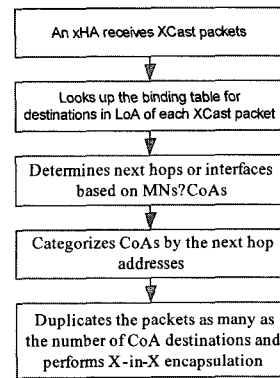 An xHA receives XCast packets
Looks up the binding table for
destinations in LoA of each XCast packet
Determines next hops or interfaces
based on MNs?CoAs
Categorizes CoAs by the next hop
addresses
Duplicates the packets as many as
the number of CoA destinations and
performs X-in-X encapsulation